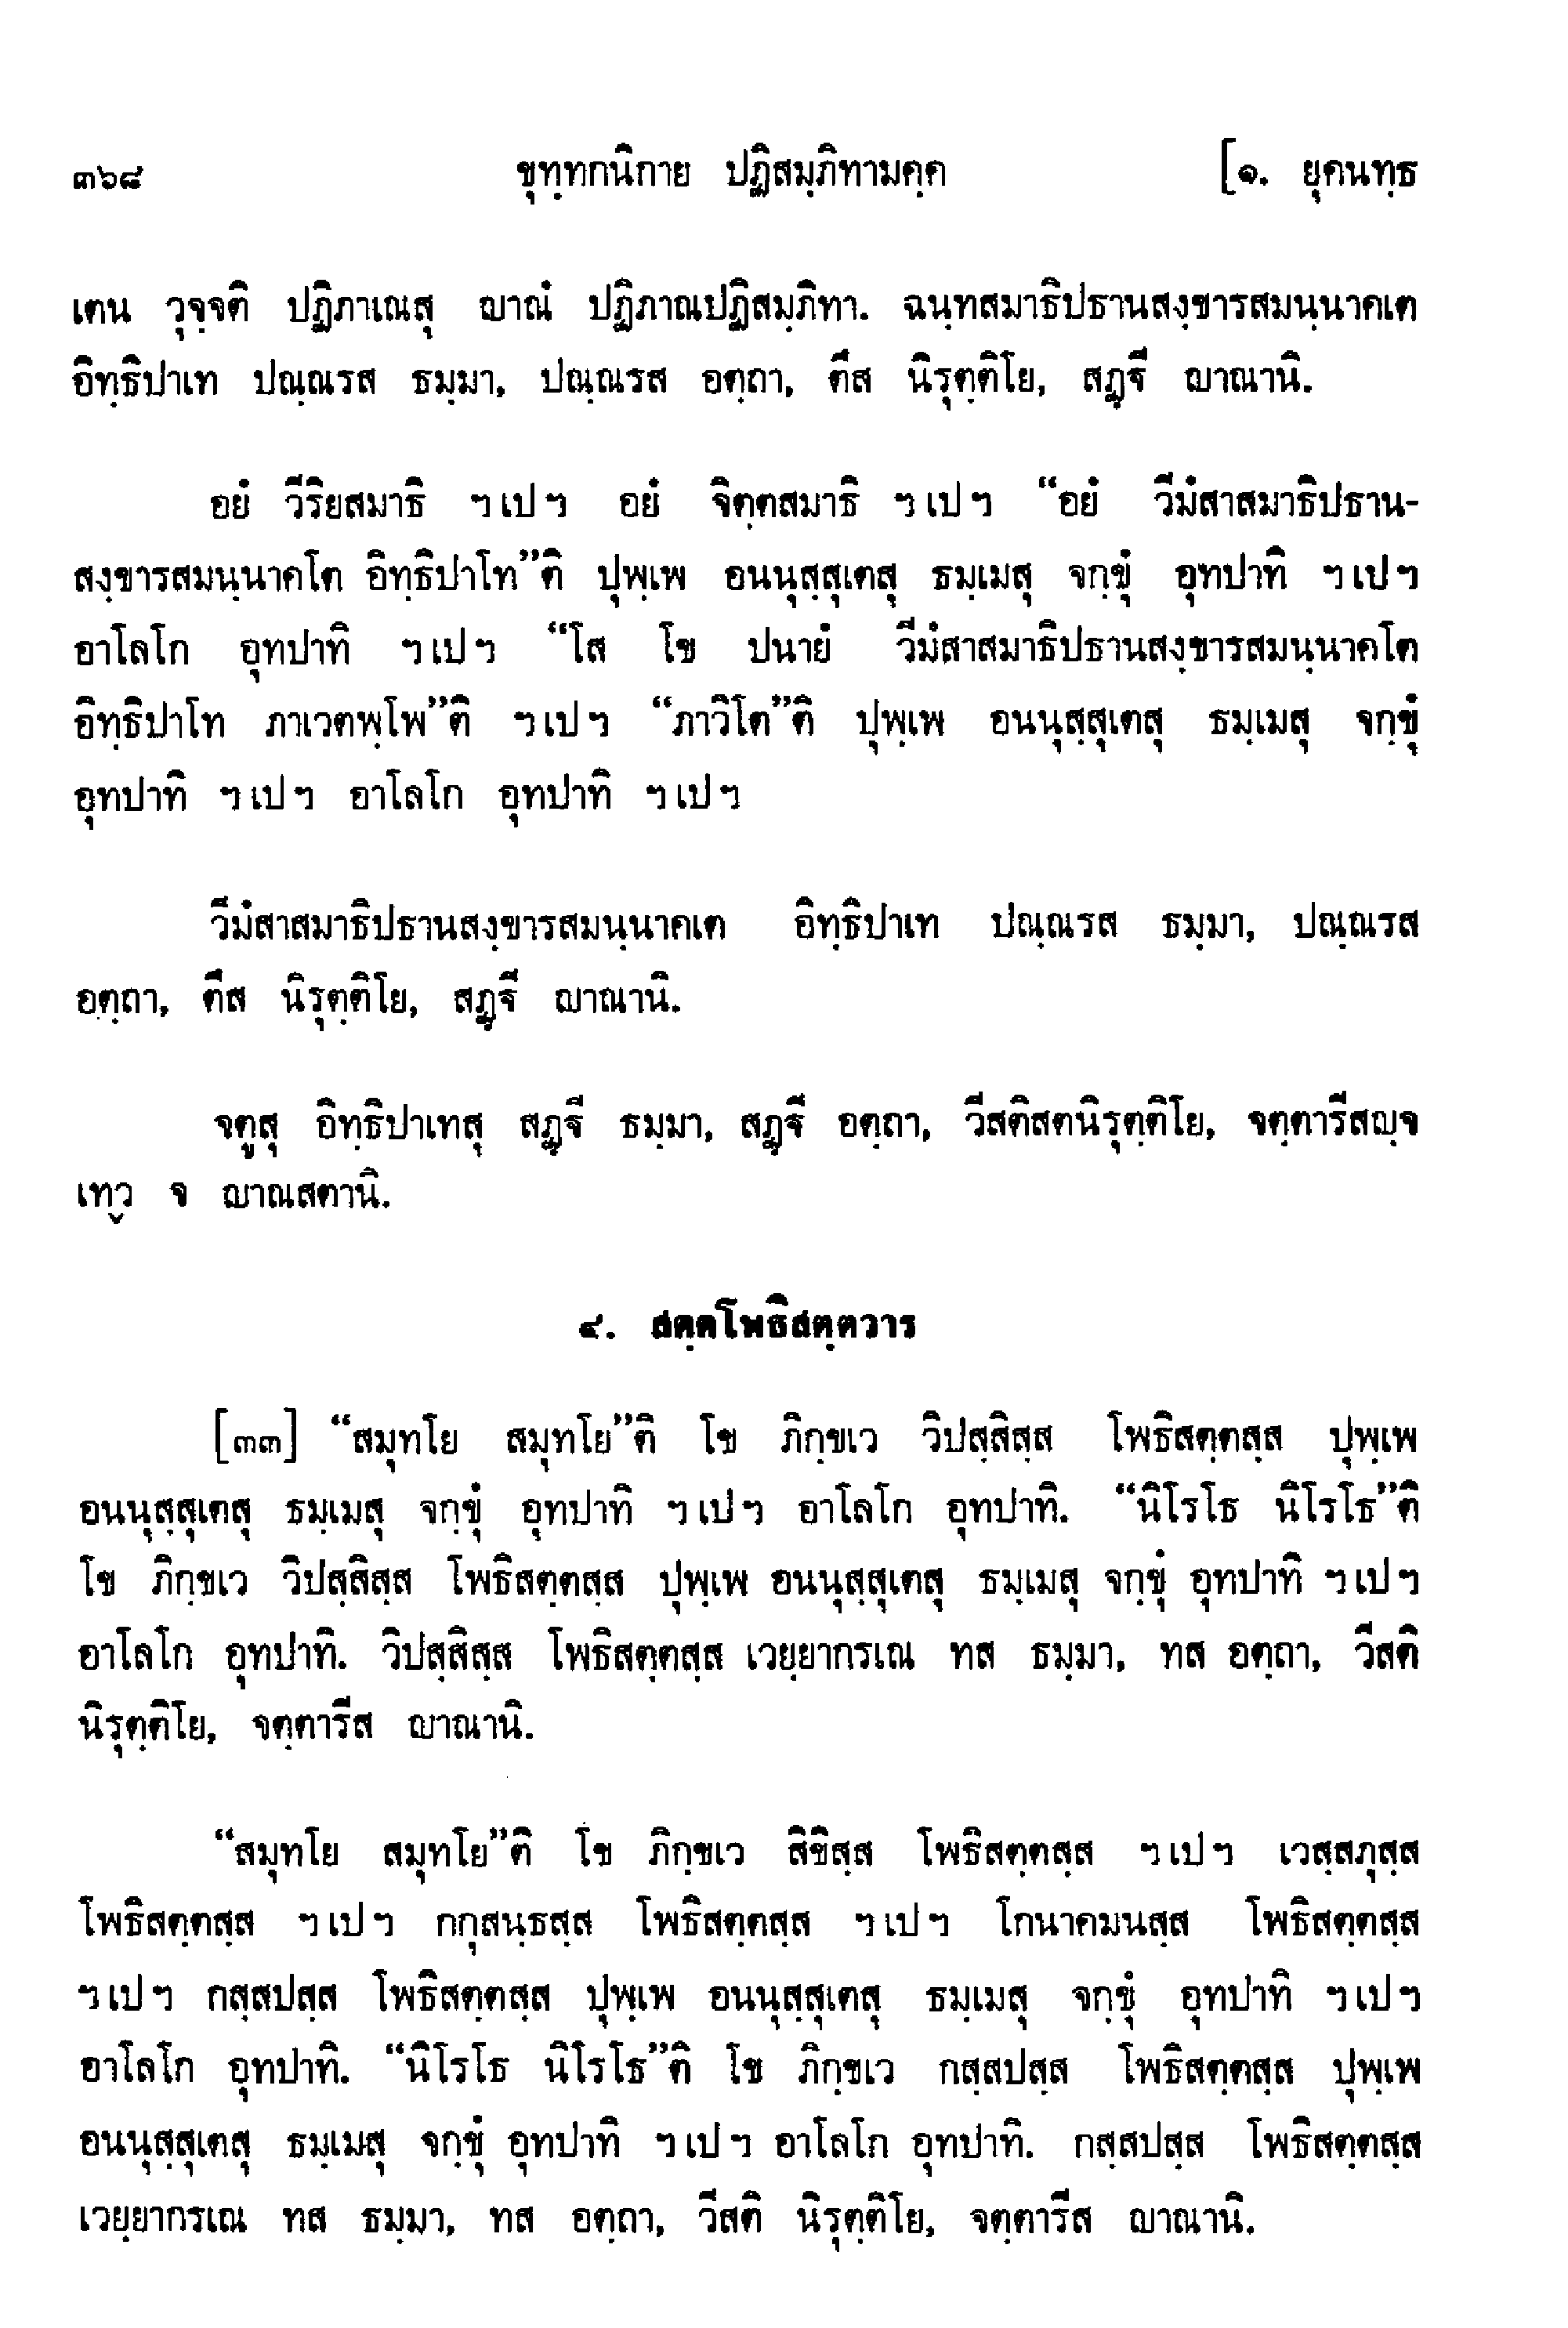 ๓๖๘ ขุทฺทกนิกาย ปฏิสมฺภิทามคฺค [๑. ยุคนทฺธ
เตน วุจฺจติ ปฏิภาเณสุ ญาณํ ปฏิภาณปฏิสมฺภิทา. ฉนฺทสมาธิปธานสงฺขารสมนฺนาคเต
อิทฺธิปาเท ปณฺณรส ธมฺมา, ปณฺณรส อตฺถา, ตึส นิรุตฺติโย, สฏฺฐี ญาณานิ.
อยํ วีริยสมาธิ ฯ เป ฯ อยํ จิตฺตสมาธิ ฯ เป ฯ “อยํ วีมํสาสมาธิปธาน-
สงฺขารสมนฺนาคโต อิทฺธิปาโท”ติ ปุพฺเพ อนนุสฺสุเตสุ ธมฺเมสุ จกฺขุํ อุทปาทิ ฯ เป ฯ
อาโลโก อุทปาทิ ฯ เป ฯ “โส โข ปนายํ วีมํสาสมาธิปธานสงฺขารสมนฺนาคโต
อิทฺธิปาโท ภาเวตพฺโพ”ติ ฯ เป ฯ “ภาวิโต”ติ ปุพฺเพ อนนุสฺสุเตสุ ธมฺเมสุ จกฺขุํ
อุทปาทิ ฯ เป ฯ อาโลโก อุทปาทิ ฯ เป ฯ
วีมํสาสมาธิปธานสงฺขารสมนฺนาคเต อิทฺธิปาเท ปณฺณรส ธมฺมา, ปณฺณรส
อตฺถา, ตึส นิรุตฺติโย, สฏฺฐี ญาณานิ.
จตูสุ อิทฺธิปาเทสุ สฏฺฐี ธมฺมา, สฏฺฐี อตฺถา, วีสติสตนิรุตฺติโย, จตฺตารีสญฺจ
เทฺว จ ญาณสตานิ.
๔. สตฺตโพธิสตฺตวาร
[๓๓] “สมุทโย สมุทโย”ติ โข ภิกฺขเว วิปสฺสิสฺส โพธิสตฺตสฺส ปุพฺเพ
อนนุสฺสุเตสุ ธมฺเมสุ จกฺขุํ อุทปาทิ ฯ เป ฯ อาโลโก อุทปาทิ. “นิโรโธ นิโรโธ”ติ
โข ภิกฺขเว วิปสฺสิสฺส โพธิสตฺตสฺส ปุพฺเพ อนนุสฺสุเตสุ ธมฺเมสุ จกฺขุํ อุทปาทิ ฯ เป ฯ
อาโลโก อุทปาทิ. วิปสฺสิสฺส โพธิสตฺตสฺส เวยฺยากรเณ ทส ธมฺมา, ทส อตฺถา, วีสติ
นิรุตฺติโย, จตฺตารีส ญาณานิ.
“สมุทโย สมุทโย”ติ โข ภิกฺขเว สิขิสฺส โพธิสตฺตสฺส ฯ เป ฯ เวสฺสภุสฺส
โพธิสตฺตสฺส ฯ เป ฯ กกุสนฺธสฺส โพธิสตฺตสฺส ฯ เป ฯ โกนาคมนสฺส โพธิสตฺตสฺส
ฯ เป ฯ กสฺสปสฺส โพธิสตฺตสฺส ปุพฺเพ อนนุสฺสุเตสุ ธมฺเมสุ จกฺขุํ อุทปาทิ ฯ เป ฯ
อาโลโก อุทปาทิ. “นิโรโธ นิโรโธ”ติ โข ภิกฺขเว กสฺสปสฺส โพธิสตฺตสฺส ปุพฺเพ
อนนุสฺสุเตสุ ธมฺเมสุ จกฺขุํ อุทปาทิ ฯ เป ฯ อาโลโก อุทปาทิ. กสฺสปสฺส โพธิสตฺตสฺส
เวยฺยากรเณ ทส ธมฺมา, ทส อตฺถา, วีสติ นิรุตฺติโย, จตฺตารีส ญาณานิ.